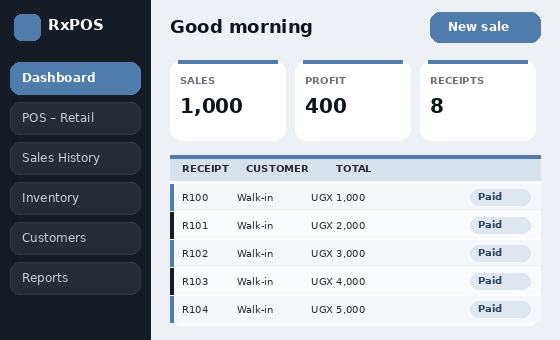 RxPOS
Dashboard
POS – Retail
Sales History
Inventory
Customers
Reports
Good morning
New sale
SALES
1,000
PROFIT
400
RECEIPTS
8
RECEIPT CUSTOMER TOTAL
R100 Walk-in UGX 1,000 Paid
R101 Walk-in UGX 2,000 Paid
R102 Walk-in UGX 3,000 Paid
R103 Walk-in UGX 4,000 Paid
R104 Walk-in UGX 5,000 Paid